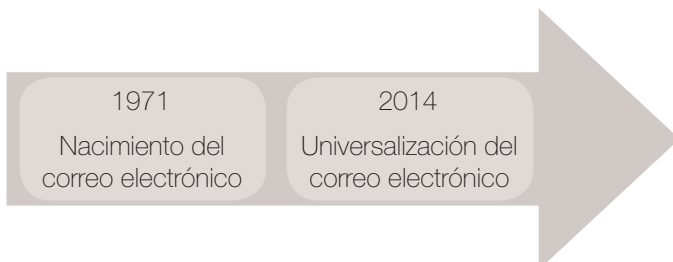 1971
Nacimiento del
correo electrónico
2014
Universalización del
correo electrónico